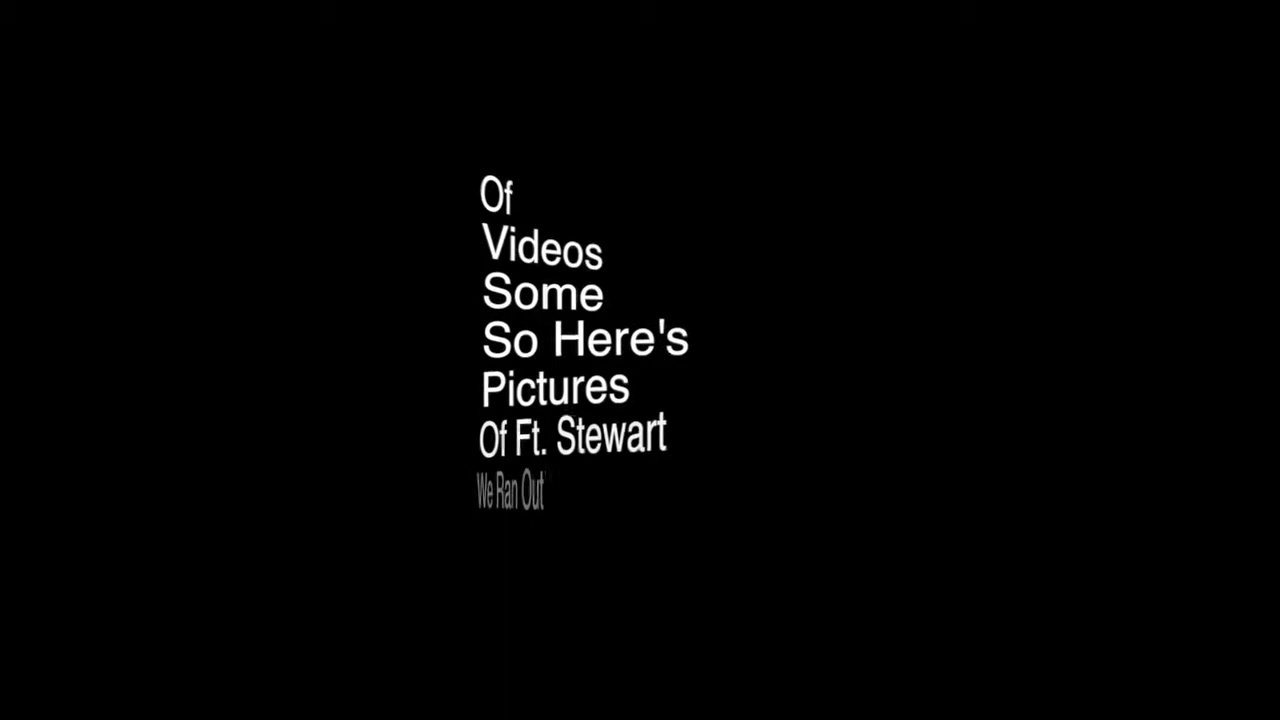 Of
Videos
Some
So Here's
Pictures
Of Ft. Stewart
We Ran Out